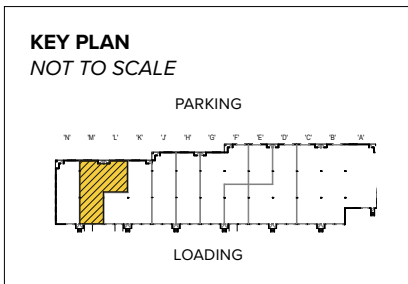 KEY PLAN
NOT TO SCALE
PARKING
'N' 'M' 'L' 'K' 'J' 'H' 'G' 'F' 'E' 'D' 'C' 'B' 'A'
LOADING